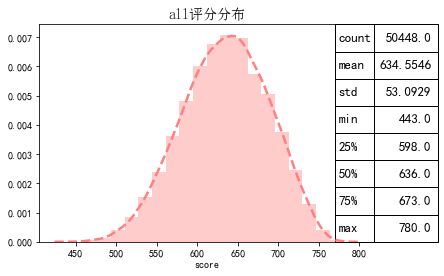 all评分分布
0.007
0.006
0.005
0.004
0.003
0.002
0.001
0.000
450 500 550 600 650 700 750 800
score
count 50448.0
mean 634.5546
std 53.0929
min 443.0
25% 598.0
50% 636.0
75% 673.0
max 780.0